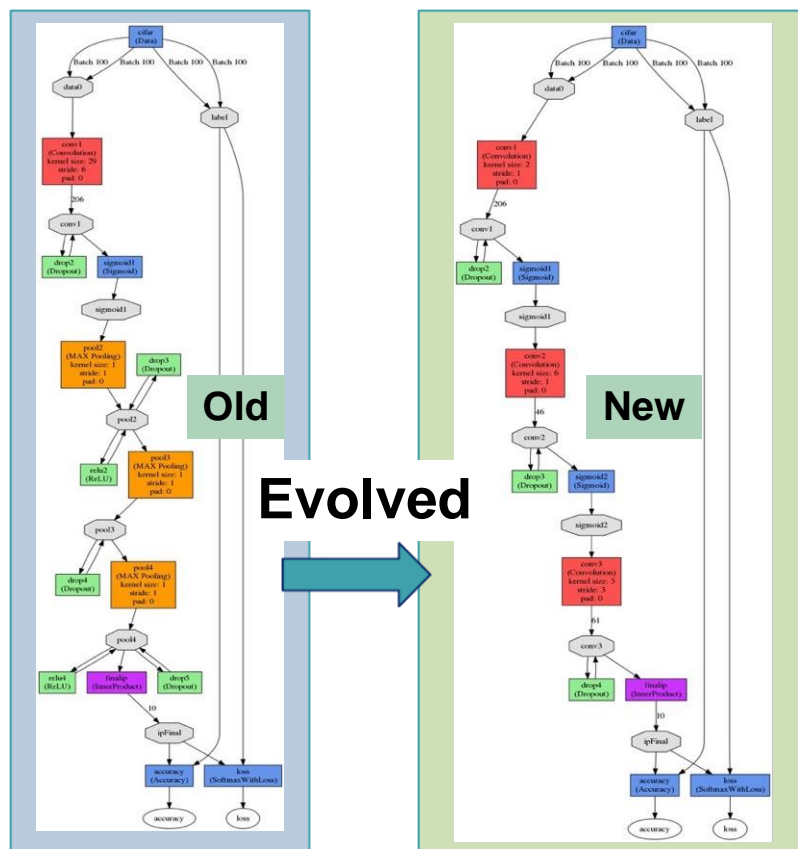 cifar
(Data)
Batch 100
Batch 100
Batch 100
Batch 100
data0
label
conv1
(Convolution)
kernel size: 29
stride: 6
pad: 0
206
conv1
drop2
(Dropout)
sigmoid1
(Sigmoid)
sigmoid1
pool2
(MAX Pooling)
kernel size: 1
stride: 1
pad: 0
drop3
(Dropout)
Old
pool2
relu2
(ReLU)
pool3
(MAX Pooling)
kernel size: 1
stride: 1
pad: 0
pool3
drop4
(Dropout)
pool4
(MAX Pooling)
kernel size: 1
stride: 1
pad: 0
pool4
relu4
(ReLU)
finalip
(InnerProduct)
drop5
(Dropout)
10
ipFinal
accuracy
(Accuracy)
loss
(SoftmaxWithLoss)
accuracy
loss
Evolved
cifar
(Data)
Batch 100
Batch 100
Batch 100
Batch 100
data0
label
conv1
(Convolution)
kernel size: 2
stride: 1
pad: 0
206
conv1
drop2
(Dropout)
sigmoid1
(Sigmoid)
sigmoid1
conv2
(Convolution)
kernel size: 6
stride: 1
pad: 0
New
46
conv2
drop3
(Dropout)
sigmoid2
(Sigmoid)
sigmoid2
conv3
(Convolution)
kernel size: 3
stride: 3
pad: 0
61
conv3
drop4
(Dropout)
finalip
(InnerProduct)
10
ipFinal
accuracy
(Accuracy)
loss
(SoftmaxWithLoss)
accuracy
loss